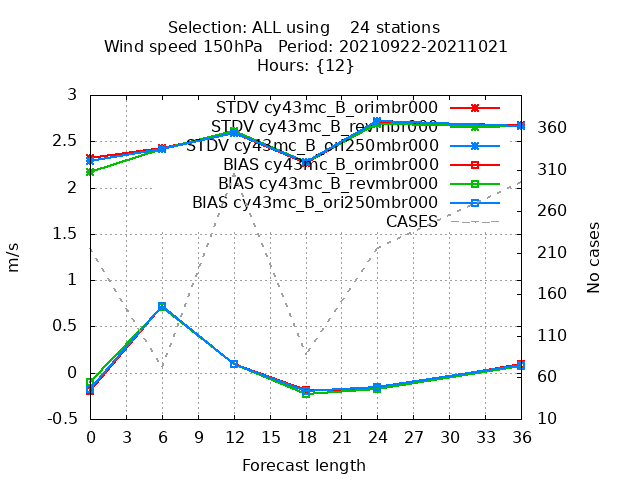 Selection: ALL using    24 stations
Wind speed 150hPa   Period: 20210922-20211021
Hours: {12}
STDV cy43mc_B_orimbr000
STDV cy43mc_B_revmbr000
STDV cy43mc_B_ori250mbr000
BIAS cy43mc_B_orimbr000
BIAS cy43mc_B_revmbr000
BIAS cy43mc_B_ori250mbr000
CASES
3
2.5
2
1.5
1
0.5
0
-0.5
m/s
360
310
260
210
160
110
60
10
No cases
0 3 6 9 12 15 18 21 24 27 30 33 36
Forecast length